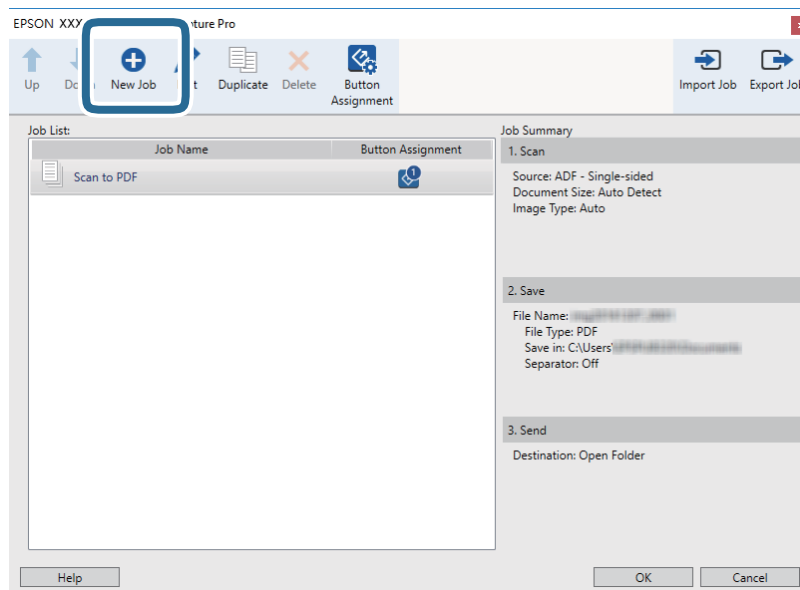 EPSON XXX ture Pro
Up
New Job
Duplicate
Delete
Button
Assignment
Import Job
Export Jo
Job List:
Job Name
Button Assignment
Scan to PDF
1
Job Summary
1. Scan
Source: ADF - Single-sided
Document Size: Auto Detect
Image Type: Auto
2. Save
File Name:
File Type: PDF
Save in: C:\Users\
Separator: Off
3. Send
Destination: Open Folder
Help
OK
Cancel